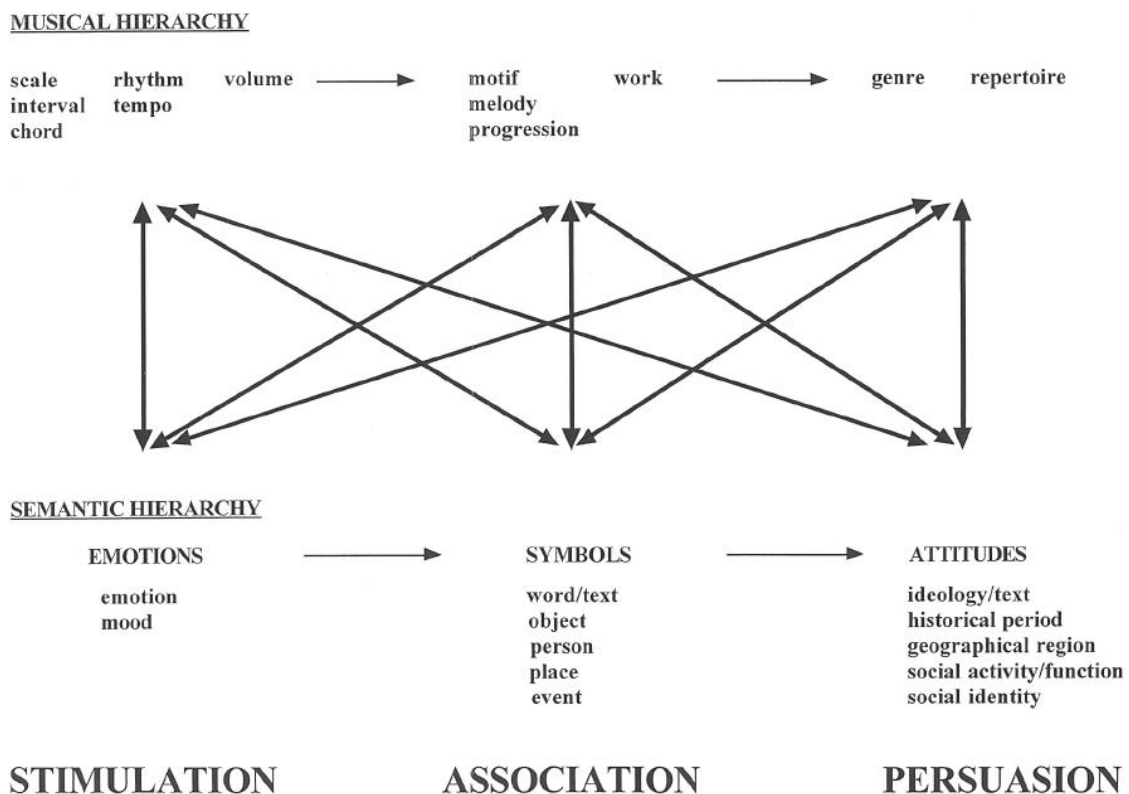 MUSICAL HIERARCHY
scale rhythm volume motif work genre repertoire
interval tempo melody
chord progression
SEMANTIC HIERARCHY
EMOTIONS SYMBOLS ATTITUDES
emotion word/text ideology/text
mood object historical period
person geographical region
place social activity/function
event social identity
STIMULATION ASSOCIATION PERSUASION